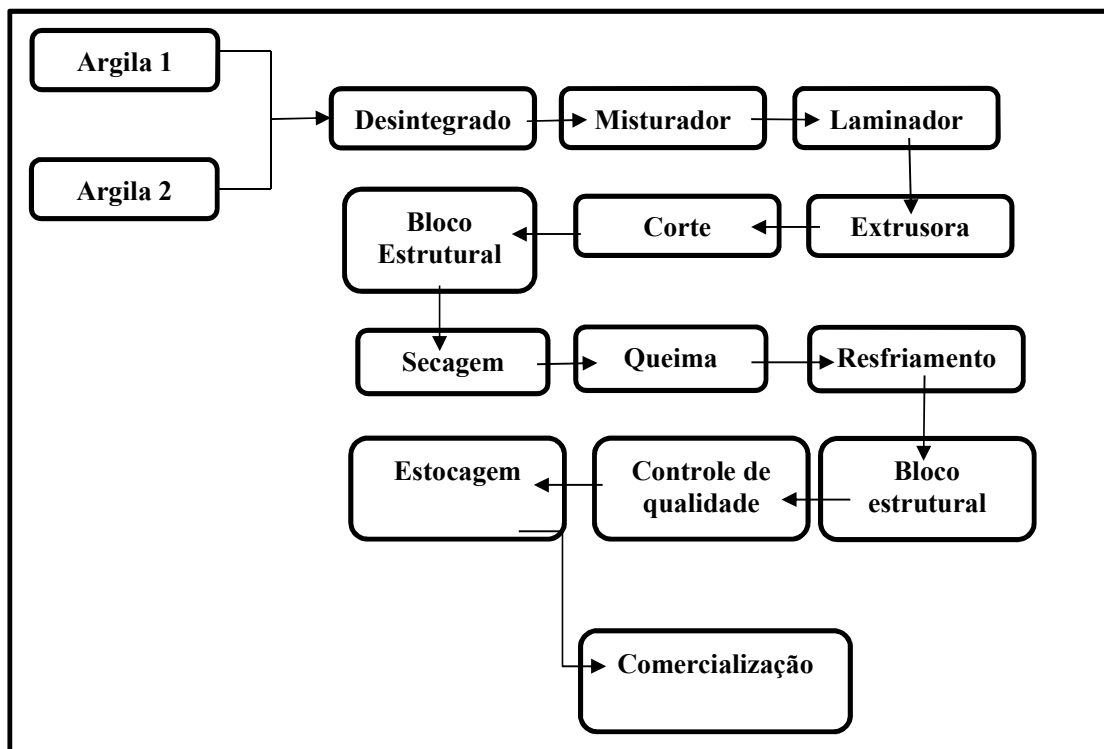 Argila 1
Argila 2
Desintegrado
Misturador
Laminador
Extrusora
Corte
Bloco
Estrutural
Secagem
Queima
Resfriamento
Bloco
estrutural
Controle de
qualidade
Estocagem
Comercialização